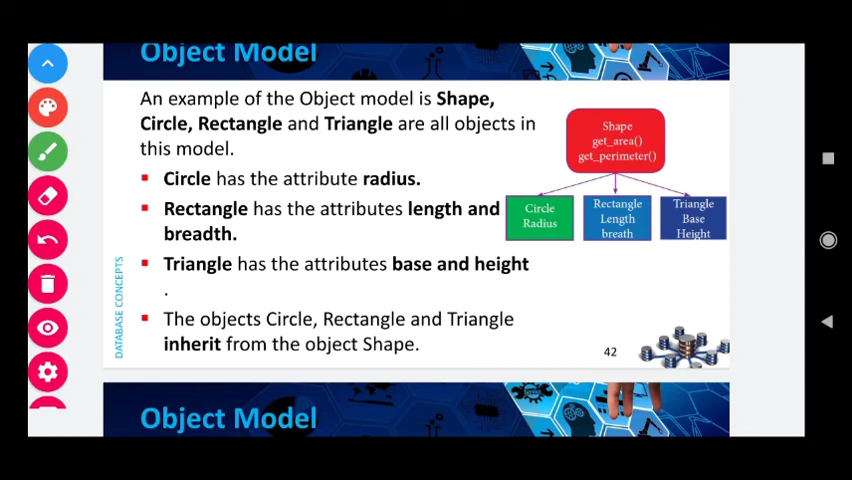 Object Model
An example of the Object model is Shape,
Circle, Rectangle and Triangle are all objects in
this model.
Circle has the attribute radius.
Rectangle has the attributes length and
breadth.
Triangle has the attributes base and height
.
The objects Circle, Rectangle and Triangle
inherit from the object Shape.
Shape
get_area()
get_perimeter()
Circle
Radius
Rectangle
Length
breath
Triangle
Base
Height
DATABASE CONCEPTS
42
Object Model